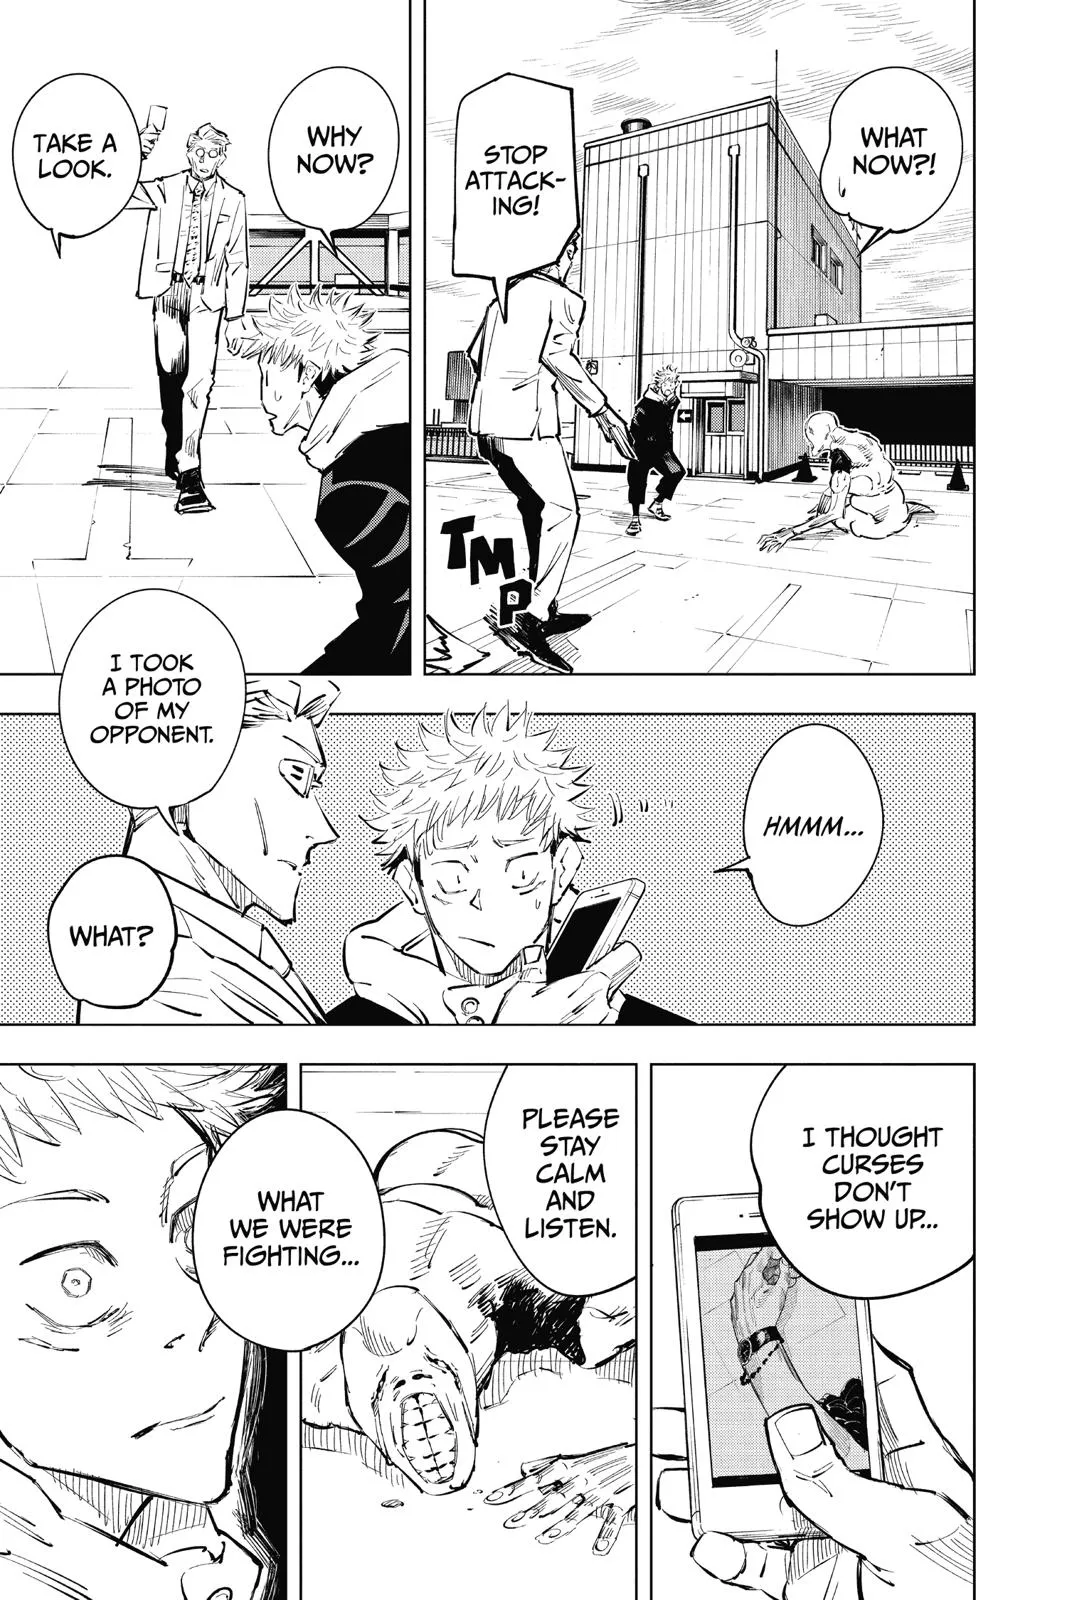 WHAT
NOW?!
STOP
ATTACK-
ING!
TMP
WHY
NOW?
TAKE A
LOOK.
HMMM...
I TOOK
A PHOTO
OF MY
OPPONENT.
WHAT?
I THOUGHT
CURSES
DON'T
SHOW UP...
PLEASE
STAY
CALM
AND
LISTEN.
WHAT
WE WERE
FIGHTING...